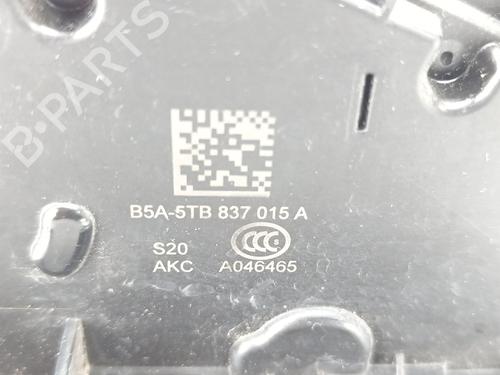 B-PARTS
B5A-5TB 837 015 A
S20
CCC
AKC A046465